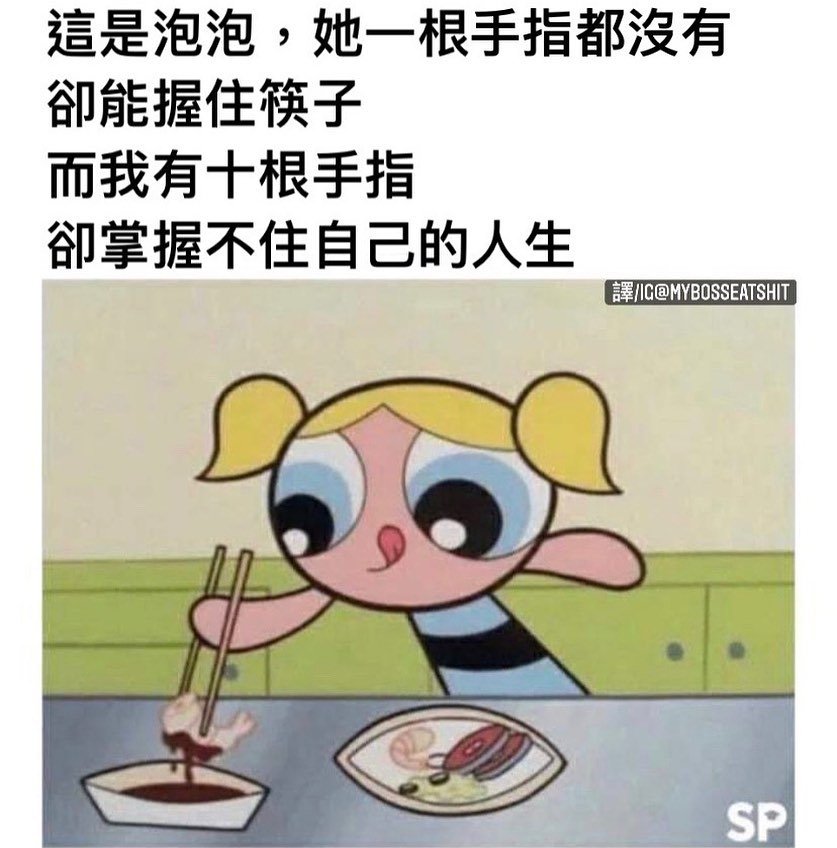 這是泡泡，她一根手指都沒有
卻能握住筷子
而我有十根手指
卻掌握不住自己的人生
譯/IG@MYBOSSEATSHIT
SP